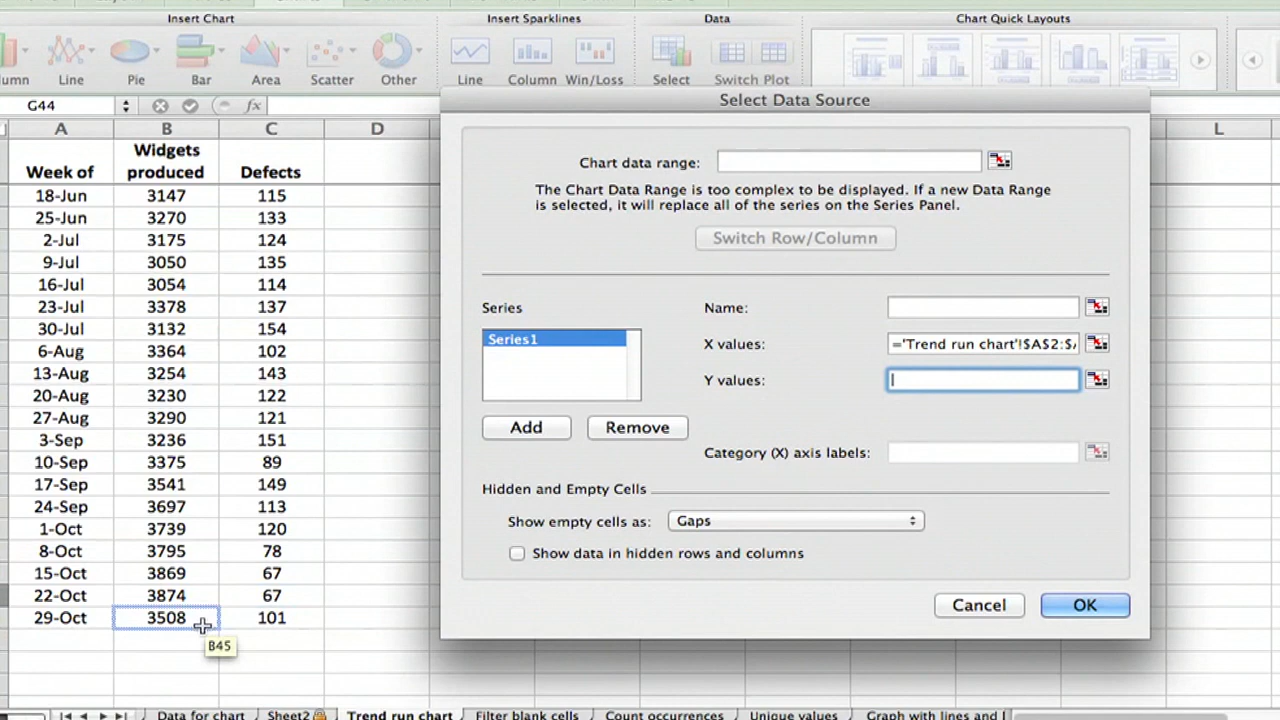 Insert Chart Insert Sparklines Data Chart Quick Layouts
Line Pie Bar Area Scatter Other Line Column Win/Loss Select Switch Plot
G44 fx
Select Data Source
A B C D L
Widgets
Week of produced Defects
18-Jun 3147 115
25-Jun 3270 133
2-Jul 3175 124
9-Jul 3050 135
16-Jul 3054 114
23-Jul 3378 137
30-Jul 3132 154
6-Aug 3364 102
13-Aug 3254 143
20-Aug 3230 122
27-Aug 3290 121
3-Sep 3236 151
10-Sep 3375 89
17-Sep 3541 149
24-Sep 3697 113
1-Oct 3739 120
8-Oct 3795 78
15-Oct 3869 67
22-Oct 3874 67
29-Oct 3508 101
B45
Chart data range:
The Chart Data Range is too complex to be displayed. If a new Data Range
is selected, it will replace all of the series on the Series Panel.
Switch Row/Column
Series
Series1
Add Remove
Name:
X values: ='Trend run chart'!$A$2:$
Y values:
Category (X) axis labels:
Hidden and Empty Cells
Show empty cells as: Gaps
Show data in hidden rows and columns
Cancel OK
Data for chart Sheet2 Trend run chart Filter blank cells Count occurrences Unique values Graph with lines and